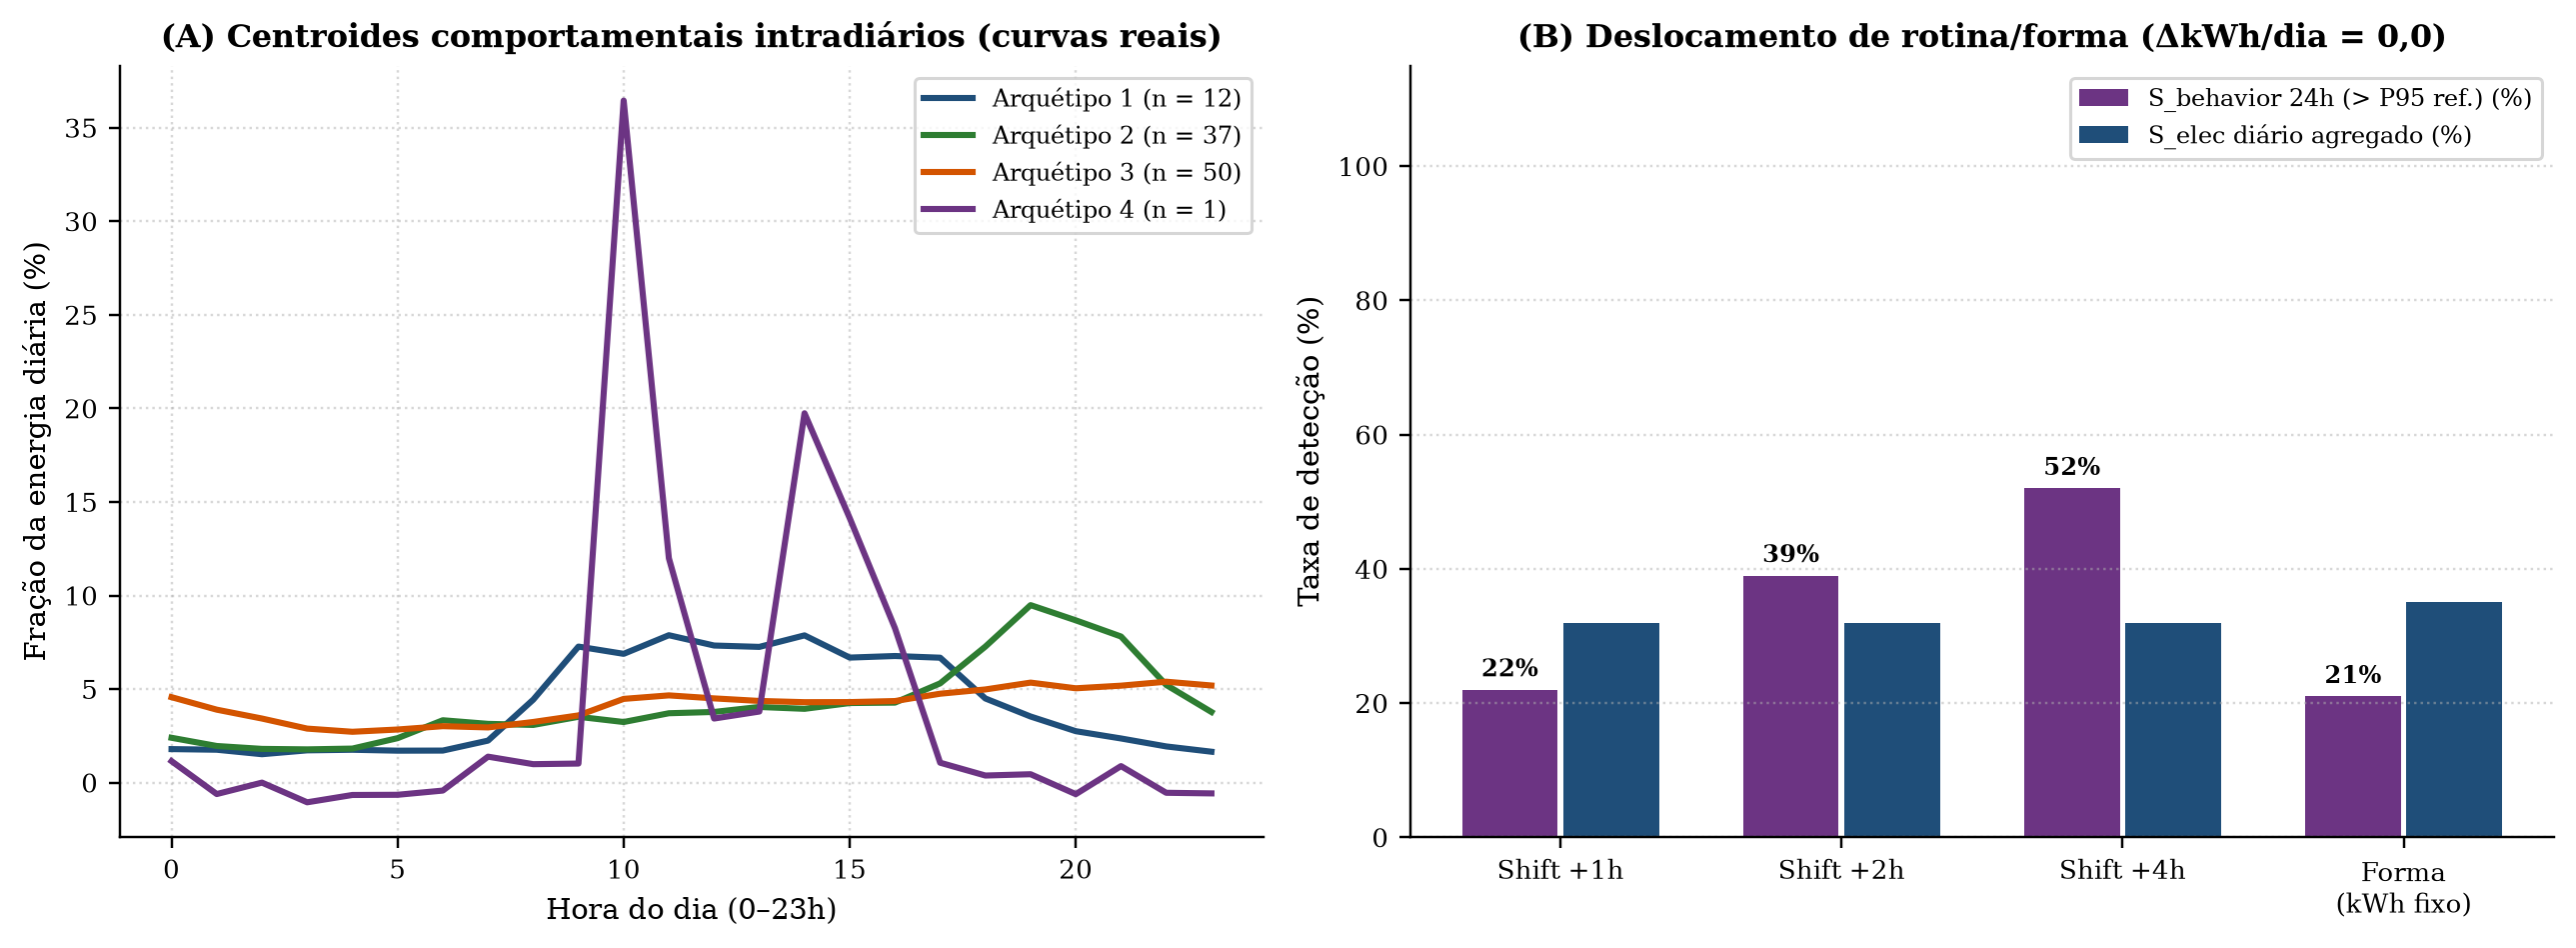 (A) Centroides comportamentais intradiários (curvas reais)
Fração da energia diária (%)
35
30
25
20
15
10
5
0
Arquétipo 1 (n = 12)
Arquétipo 2 (n = 37)
Arquétipo 3 (n = 50)
Arquétipo 4 (n = 1)
0 5 10 15 20
Hora do dia (0–23h)
(B) Deslocamento de rotina/forma (ΔkWh/dia = 0,0)
Taxa de detecção (%)
100
80
60
40
20
0
S_behavior 24h (> P95 ref.) (%)
S_elec diário agregado (%)
22%
39%
52%
21%
Shift +1h
Shift +2h
Shift +4h
Forma
(kWh fixo)